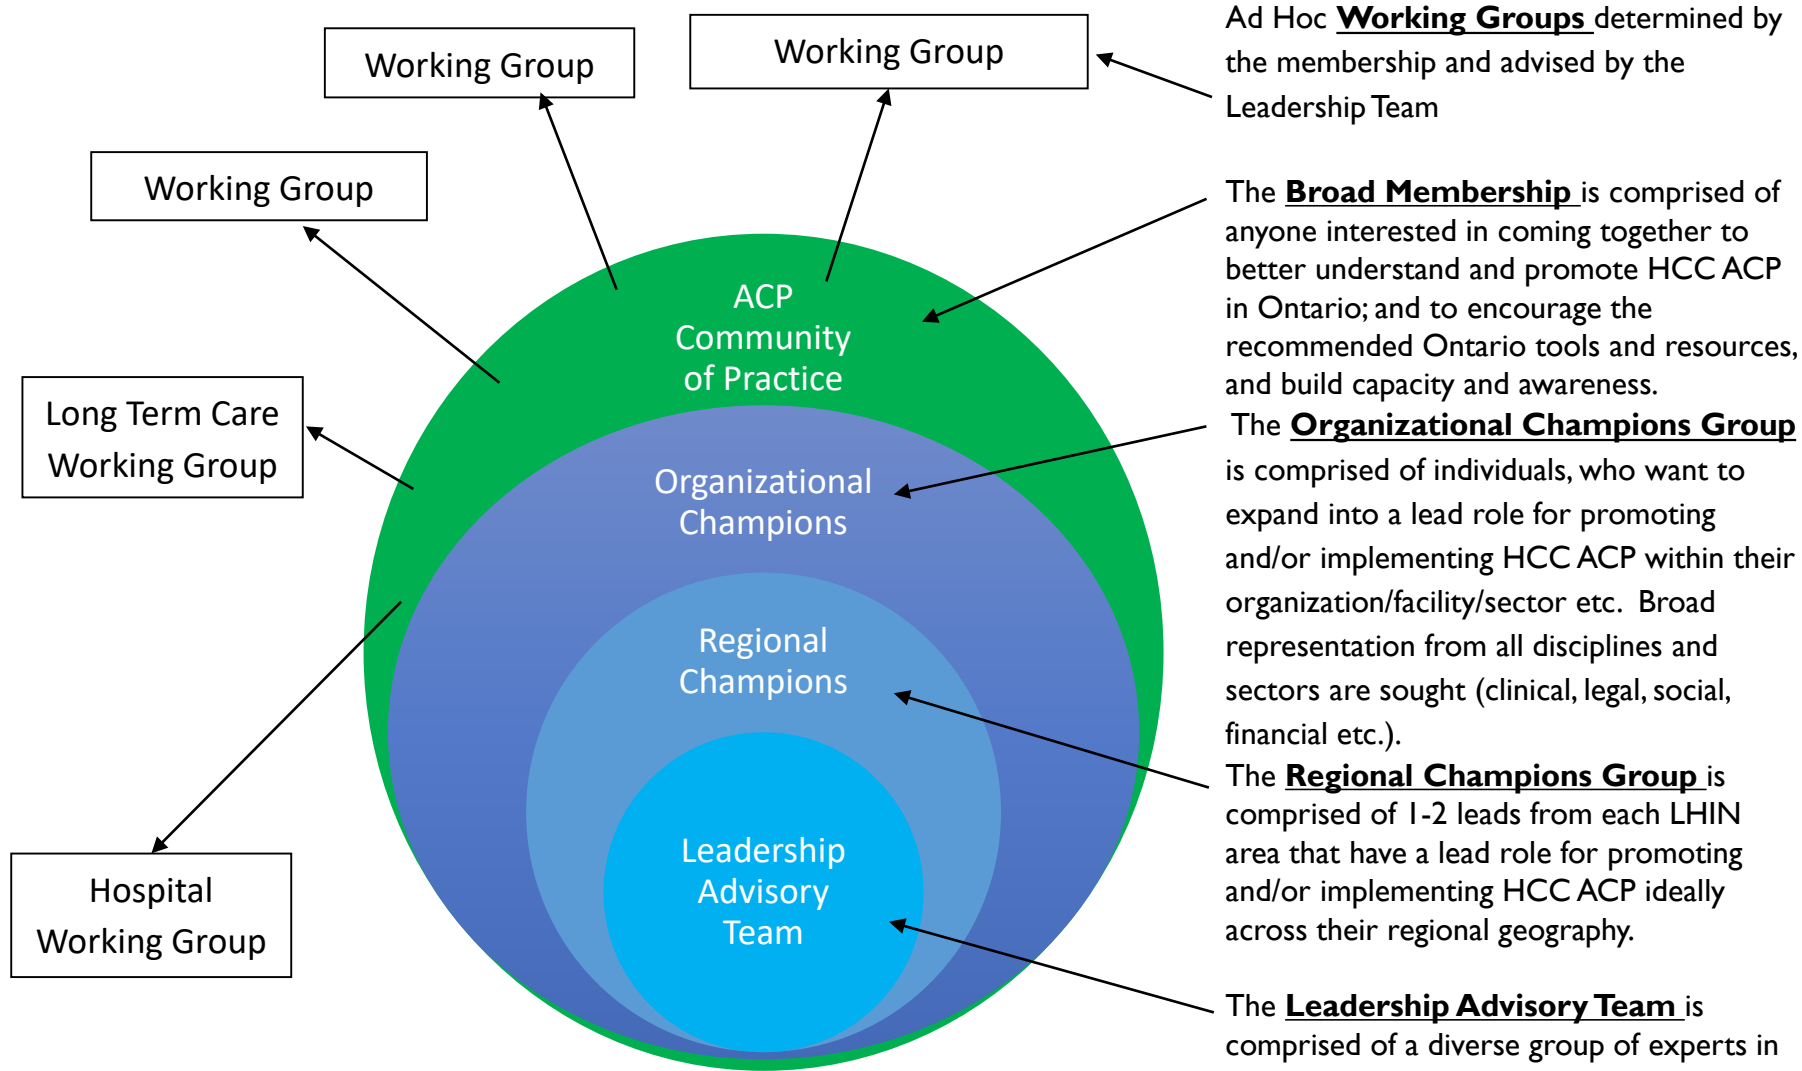 Working Group
Working Group
Working Group
Long Term Care
Working Group
Hospital
Working Group
ACP
Community
of Practice
Organizational
Champions
Regional
Champions
Leadership
Advisory
Team
Ad Hoc Working Groups determined by
the membership and advised by the
Leadership Team
The Broad Membership is comprised of
anyone interested in coming together to
better understand and promote HCC ACP
in Ontario; and to encourage the
recommended Ontario tools and resources,
and build capacity and awareness.
The Organizational Champions Group
is comprised of individuals, who want to
expand into a lead role for promoting
and/or implementing HCC ACP within their
organization/facility/sector etc.  Broad
representation from all disciplines and
sectors are sought (clinical, legal, social,
financial etc.).
The Regional Champions Group is
comprised of 1-2 leads from each LHIN
area that have a lead role for promoting
and/or implementing HCC ACP ideally
across their regional geography.
The Leadership Advisory Team is
comprised of a diverse group of experts in